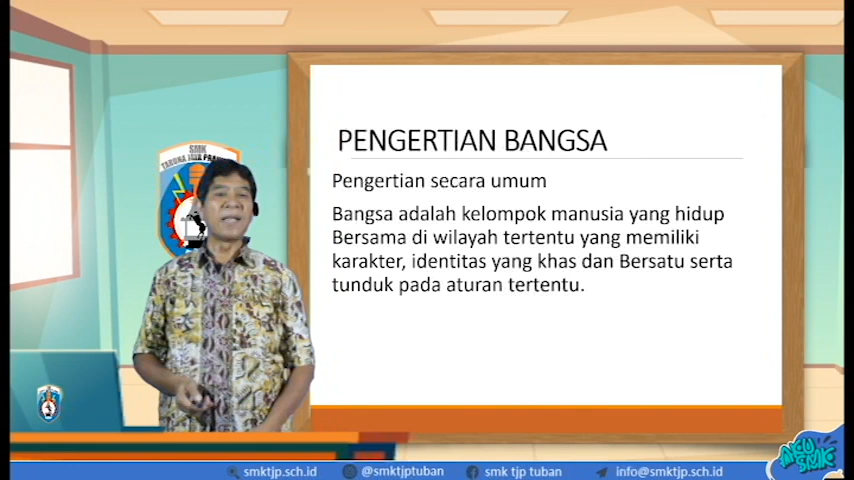 PENGERTIAN BANGSA
Pengertian secara umum
Bangsa adalah kelompok manusia yang hidup
Bersama di wilayah tertentu yang memiliki
karakter, identitas yang khas dan Bersatu serta
tunduk pada aturan tertentu.
SMK
smktjp.sch.id
@smktjptuban
smk tjp tuban
info@smktjp.sch.id